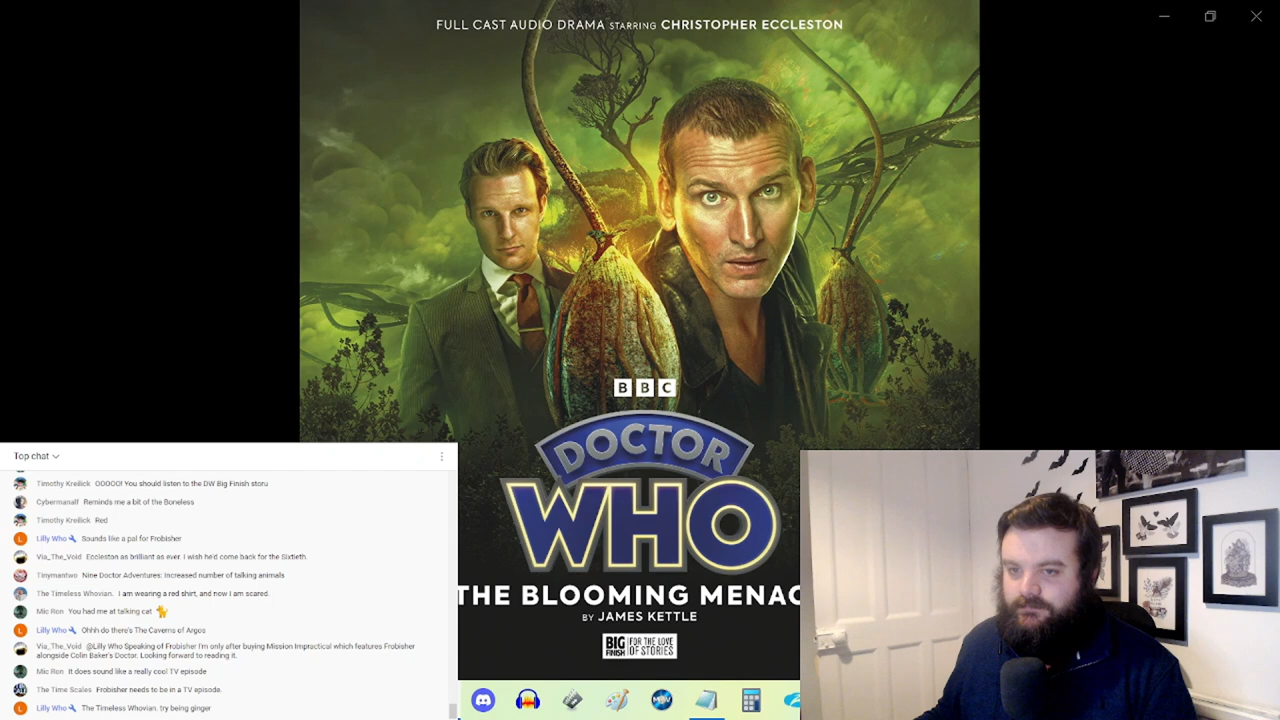 FULL CAST AUDIO DRAMA STARRING CHRISTOPHER ECCLESTON
BBC
DOCTOR
WHO
THE BLOOMING MENAC
BY JAMES KETTLE
BIG FINISH FOR THE LOVE OF STORIES
Top chat
Timothy Kreilick OOOOO! You should listen to the DW Big Finish storu
Cybermanalf Reminds me a bit of the Boneless
Timothy Kreilick Red
L Lilly Who Sounds like a pal for Frobisher
Via_The_Void Eccleston as brilliant as ever. I wish he'd come back for the Sixtieth.
Tinymantwo Nine Doctor Adventures: Increased number of talking animals
The Timeless Whovian. I am wearing a red shirt, and now I am scared.
Mic Ron You had me at talking cat
L Lilly Who Ohhh do there's The Caverns of Argos
Via_The_Void @Lilly Who Speaking of Frobisher I'm only after buying Mission Impractical which features Frobisher
alongside Colin Baker's Doctor. Looking forward to reading it.
Mic Ron It does sound like a really cool TV episode
The Time Scales Frobisher needs to be in a TV episode.
L Lilly Who The Timeless Whovian. try being ginger